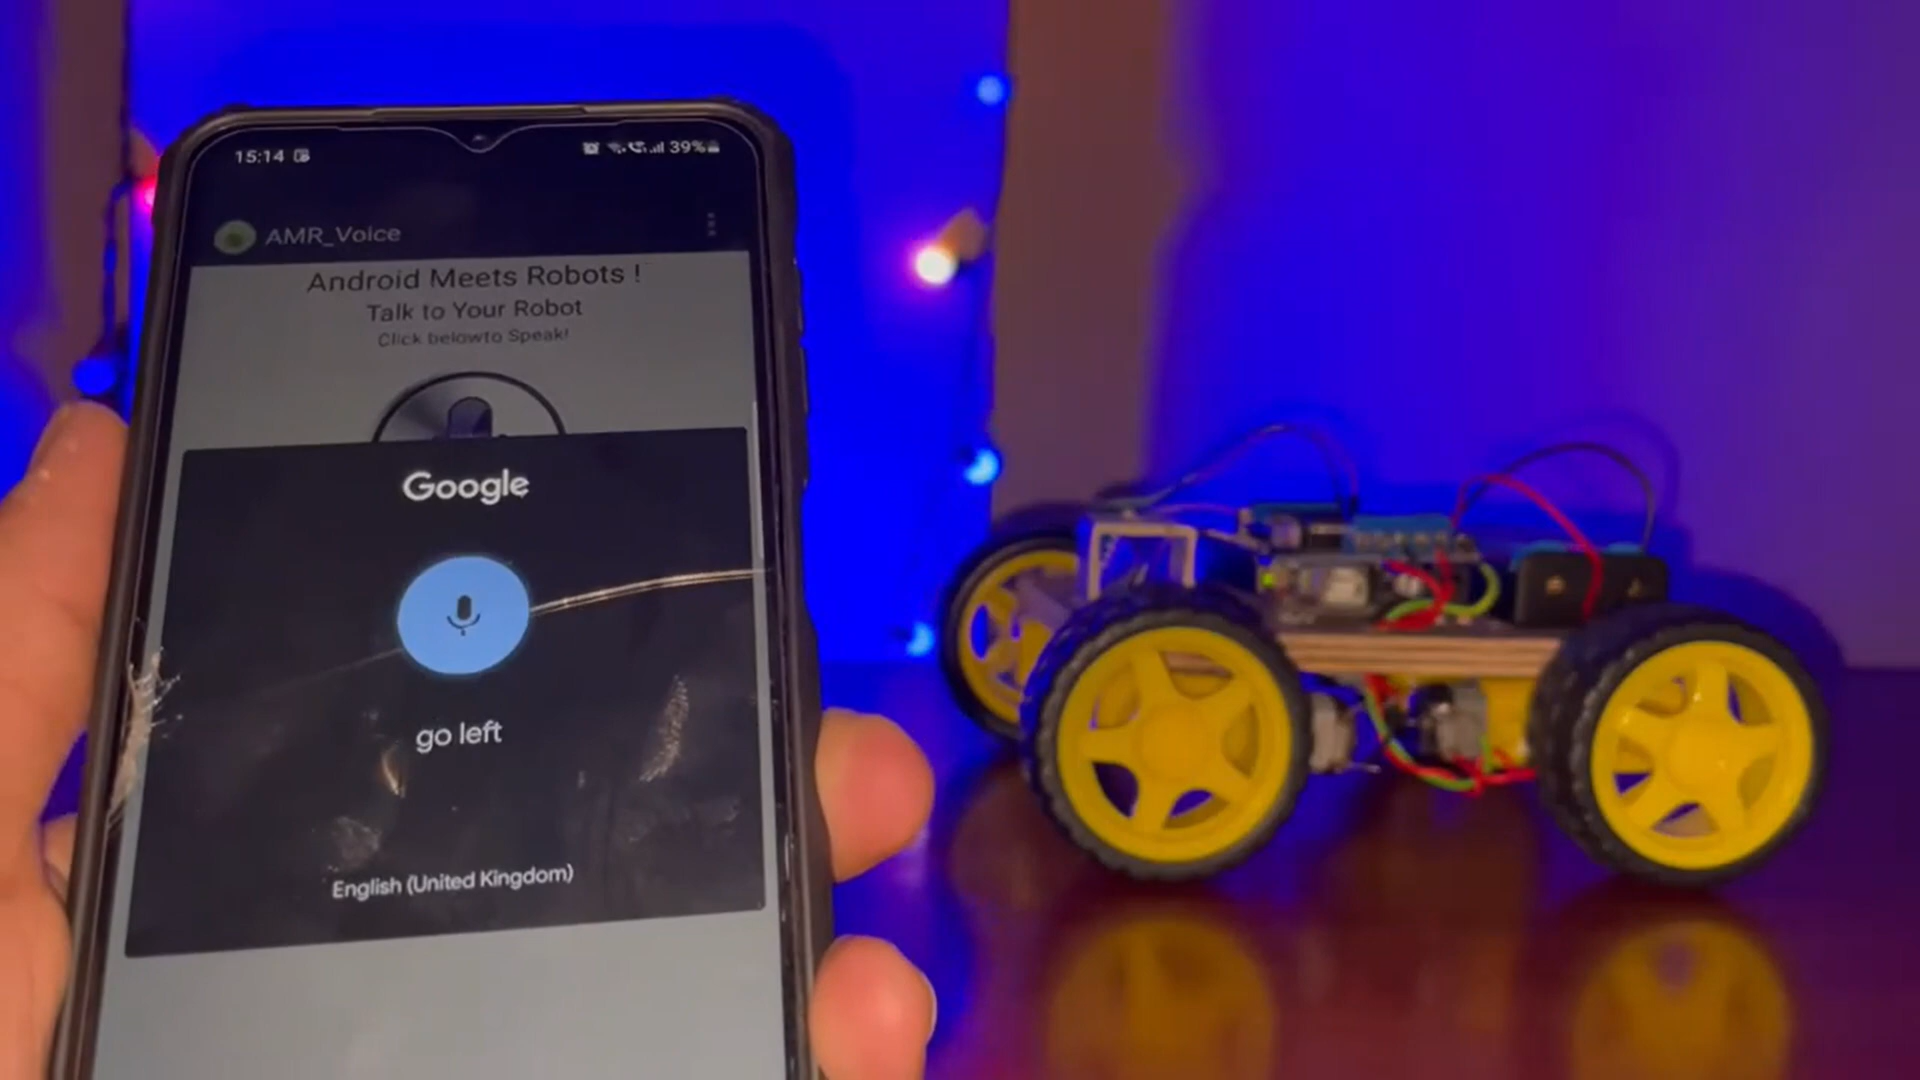 15:14 39%
AMR_Voice
Android Meets Robots !
Talk to Your Robot
Click belowto Speak!
Google
go left
English (United Kingdom)